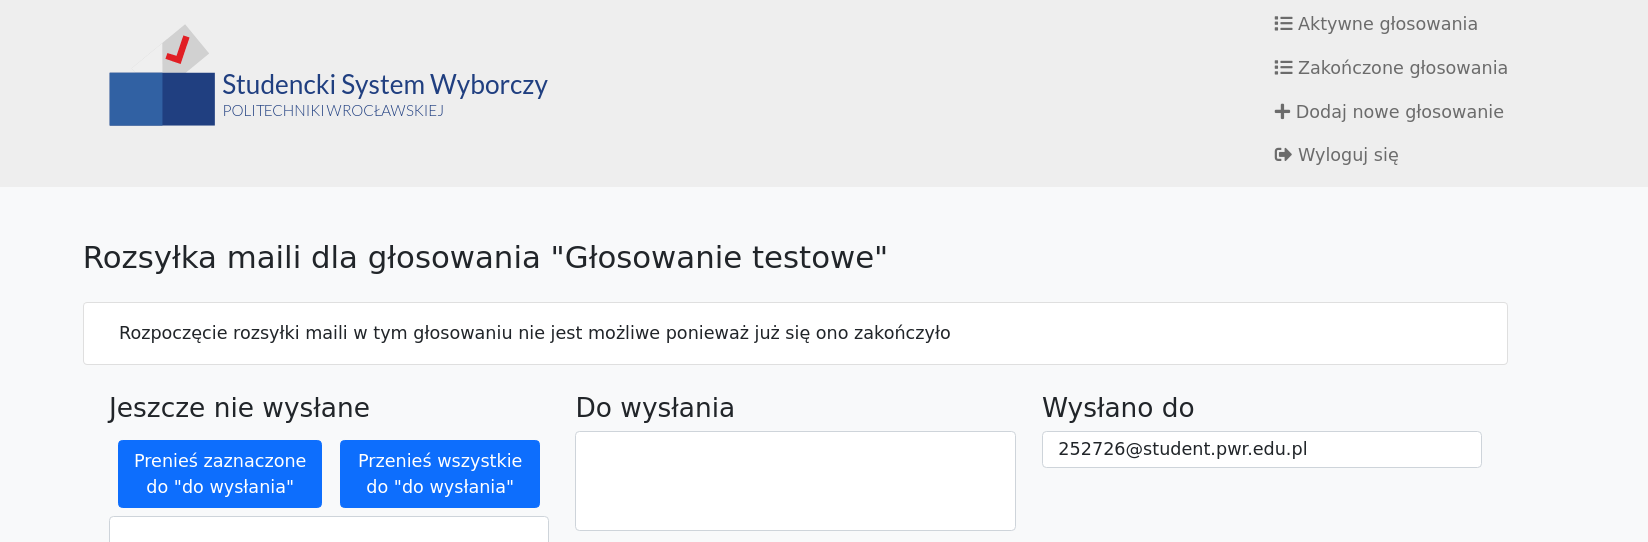 Studencki System Wyborczy
POLITECHNIKI WROCŁAWSKIEJ
Aktywne głosowania
Zakończone głosowania
Dodaj nowe głosowanie
Wyloguj się
Rozsyłka maili dla głosowania "Głosowanie testowe"
Rozpoczęcie rozsyłki maili w tym głosowaniu nie jest możliwe ponieważ już się ono zakończyło
Jeszcze nie wysłane
Prenieś zaznaczone
do "do wysłania"
Przenieś wszystkie
do "do wysłania"
Do wysłania
Wysłano do
252726@student.pwr.edu.pl